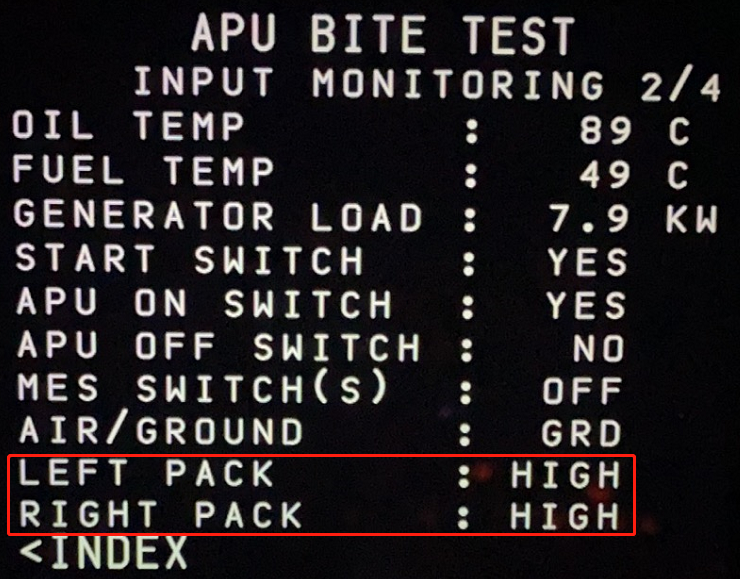 APU BITE TEST
INPUT MONITORING 2/4
OIL TEMP : 89 C
FUEL TEMP : 49 C
GENERATOR LOAD : 7.9 KW
START SWITCH : YES
APU ON SWITCH : YES
APU OFF SWITCH : NO
MES SWITCH(S) : OFF
AIR/GROUND : GRD
LEFT PACK : HIGH
RIGHT PACK : HIGH
<INDEX